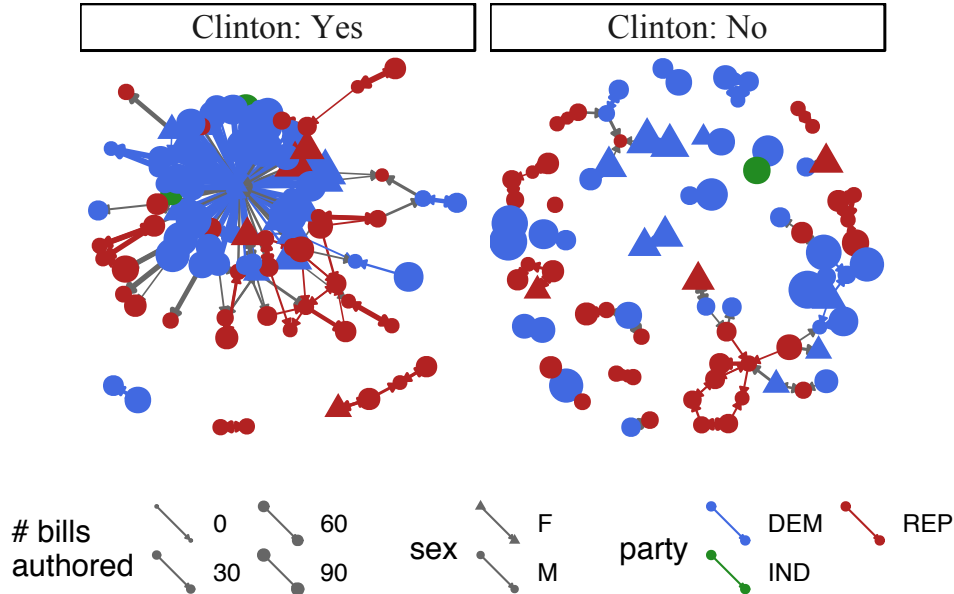 Clinton: Yes
Clinton: No
# bills
authored
0
60
30
90
sex
F
M
party
DEM
REP
IND